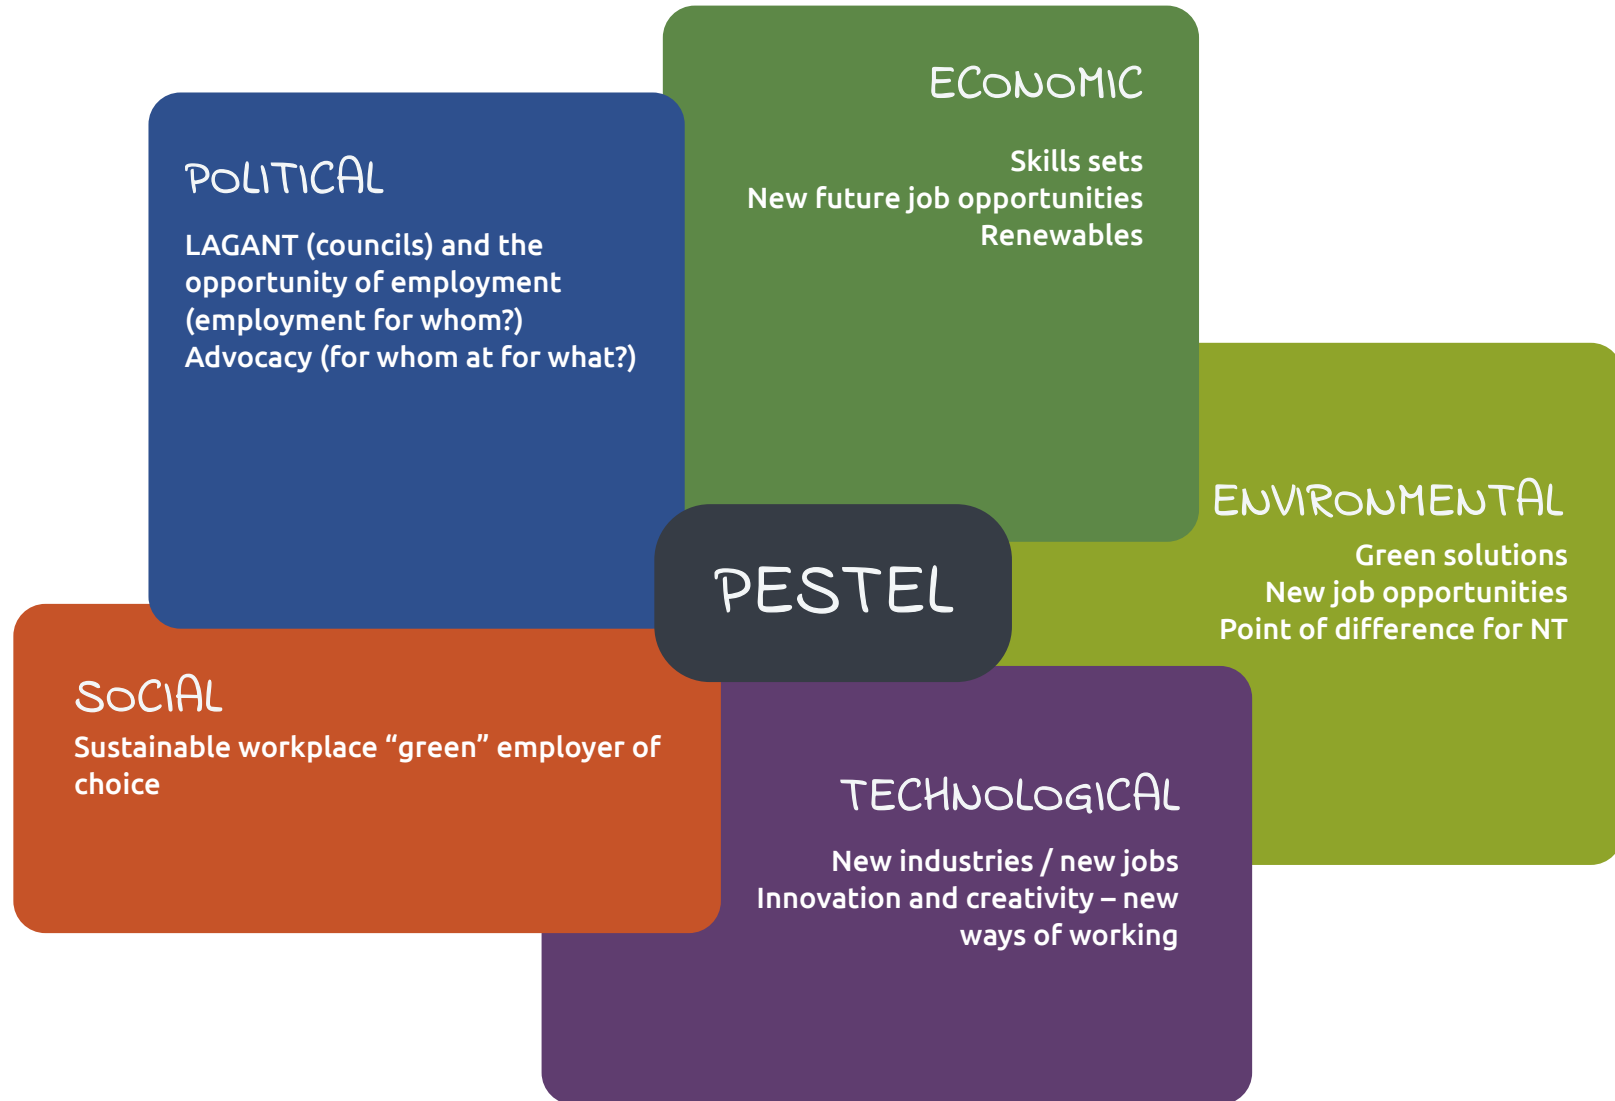 POLITICAL
LAGANT (councils) and the
opportunity of employment
(employment for whom?)
Advocacy (for whom at for what?)
ECONOMIC
Skills sets
New future job opportunities
Renewables
PESTEL
ENVIRONMENTAL
Green solutions
New job opportunities
Point of difference for NT
SOCIAL
Sustainable workplace “green” employer of
choice
TECHNOLOGICAL
New industries / new jobs
Innovation and creativity – new
ways of working